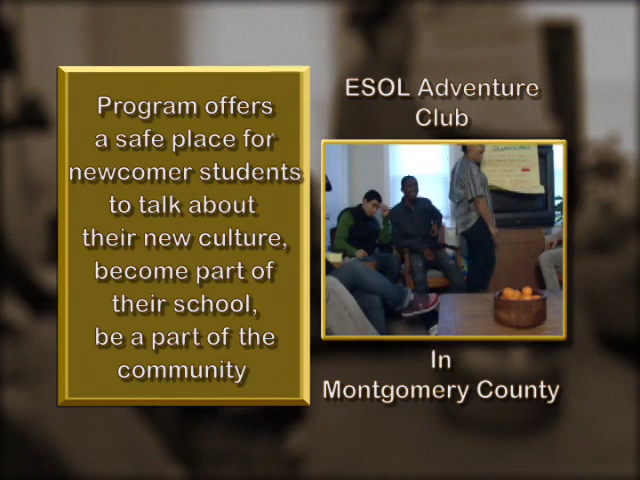 Program offers
a safe place for
newcomer students
to talk about
their new culture,
become part of
their school,
be a part of the
community
ESOL Adventure
Club
In
Montgomery County